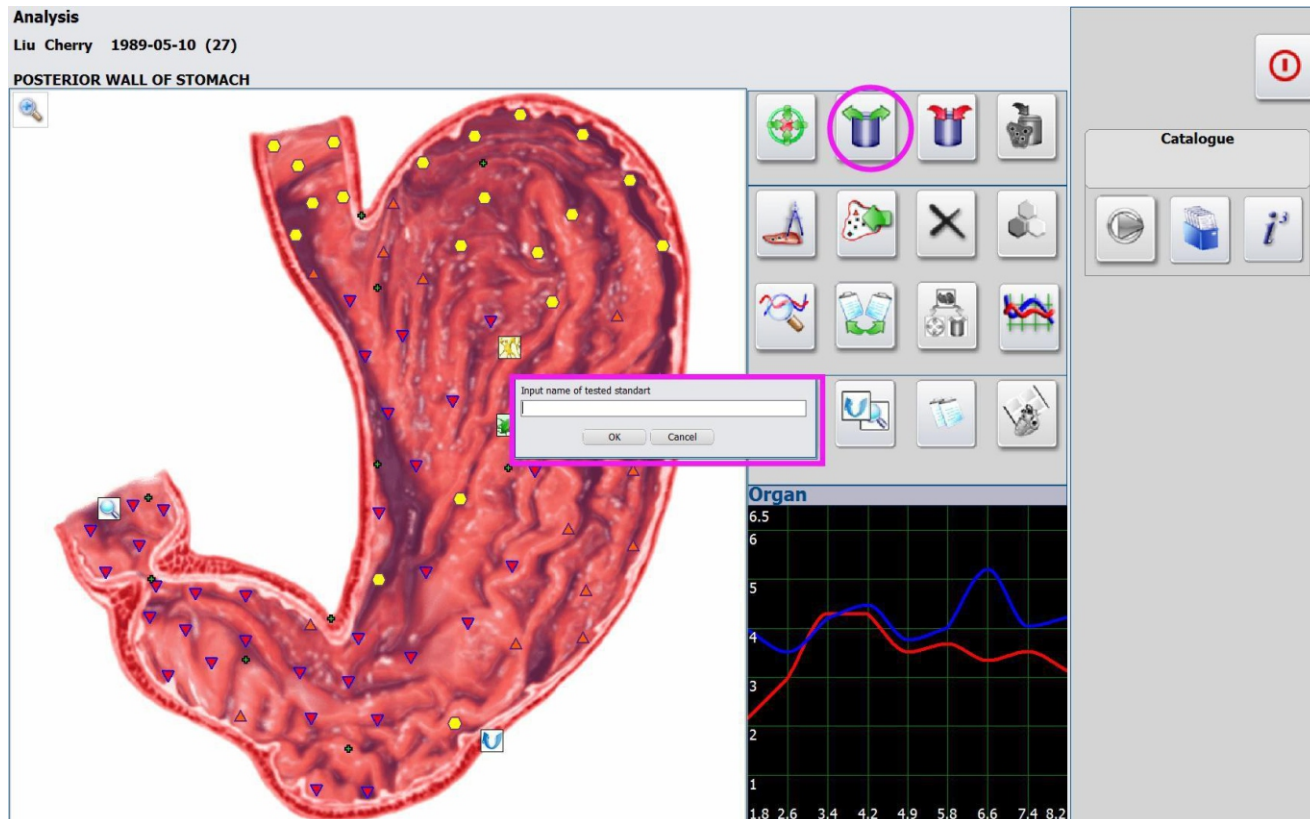 Analysis
Liu Cherry 1989-05-10 (27)
POSTERIOR WALL OF STOMACH
Catalogue
Input name of tested standart
OK Cancel
Organ
6.5
6
5
4
3
2
1
1.8 2.6 3.4 4.2 4.9 5.8 6.6 7.4 8.2